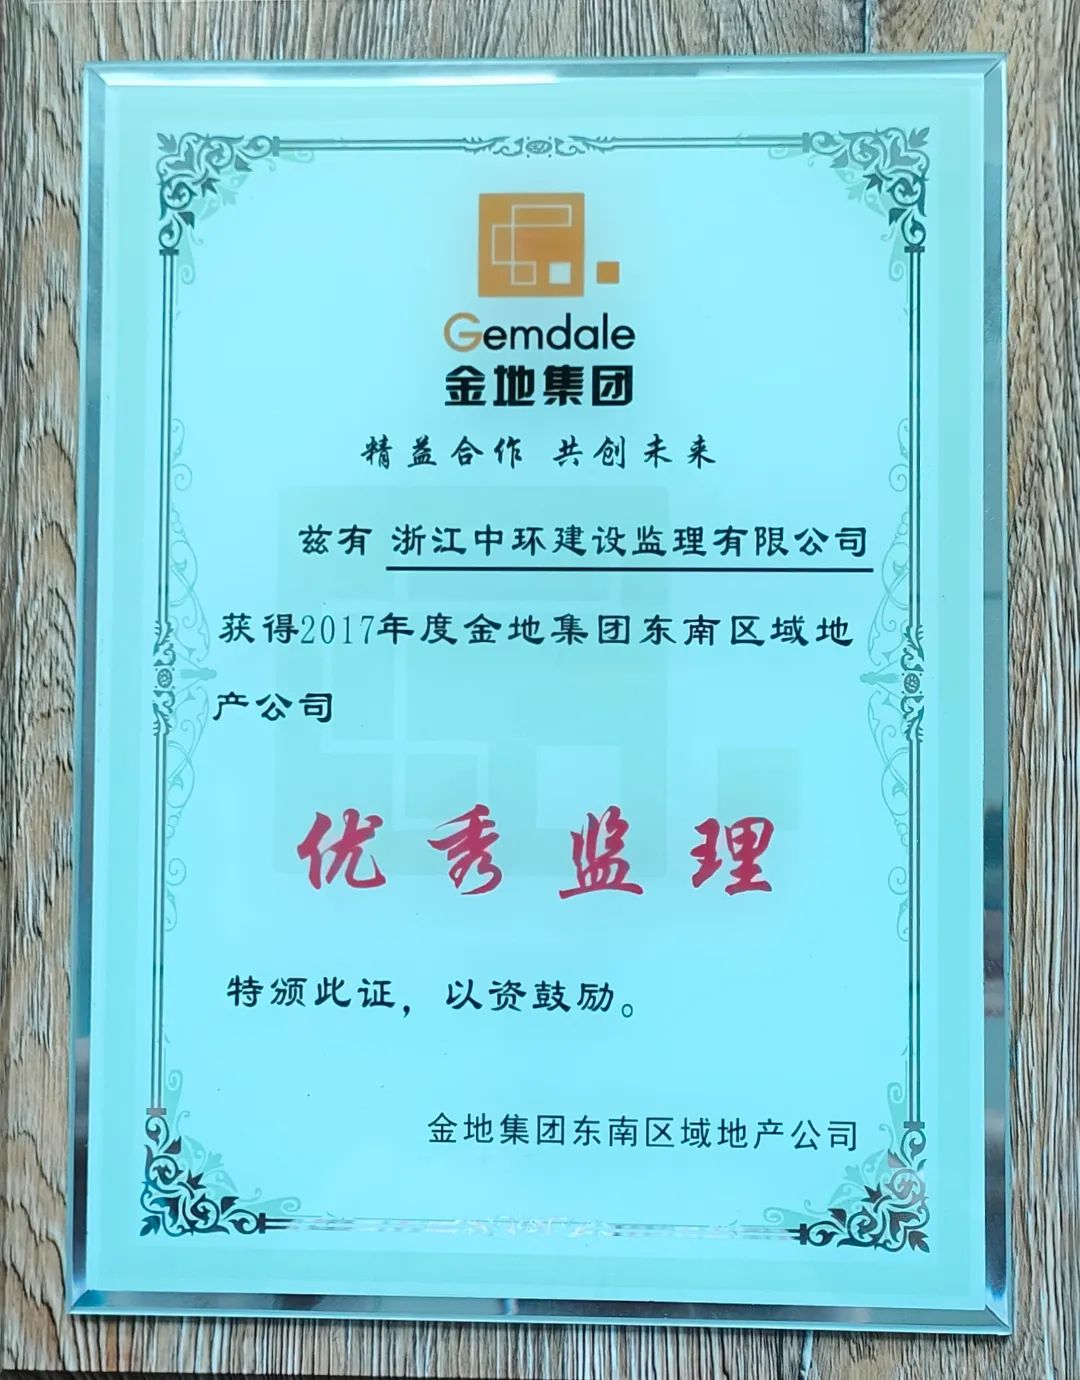 Gemdale
金地集团
精益合作 共创未来
兹有 浙江中环建设监理有限公司
获得2017年度金地集团东南区域地
产公司
优秀监理
特颁此证，以资鼓励。
金地集团东南区域地产公司